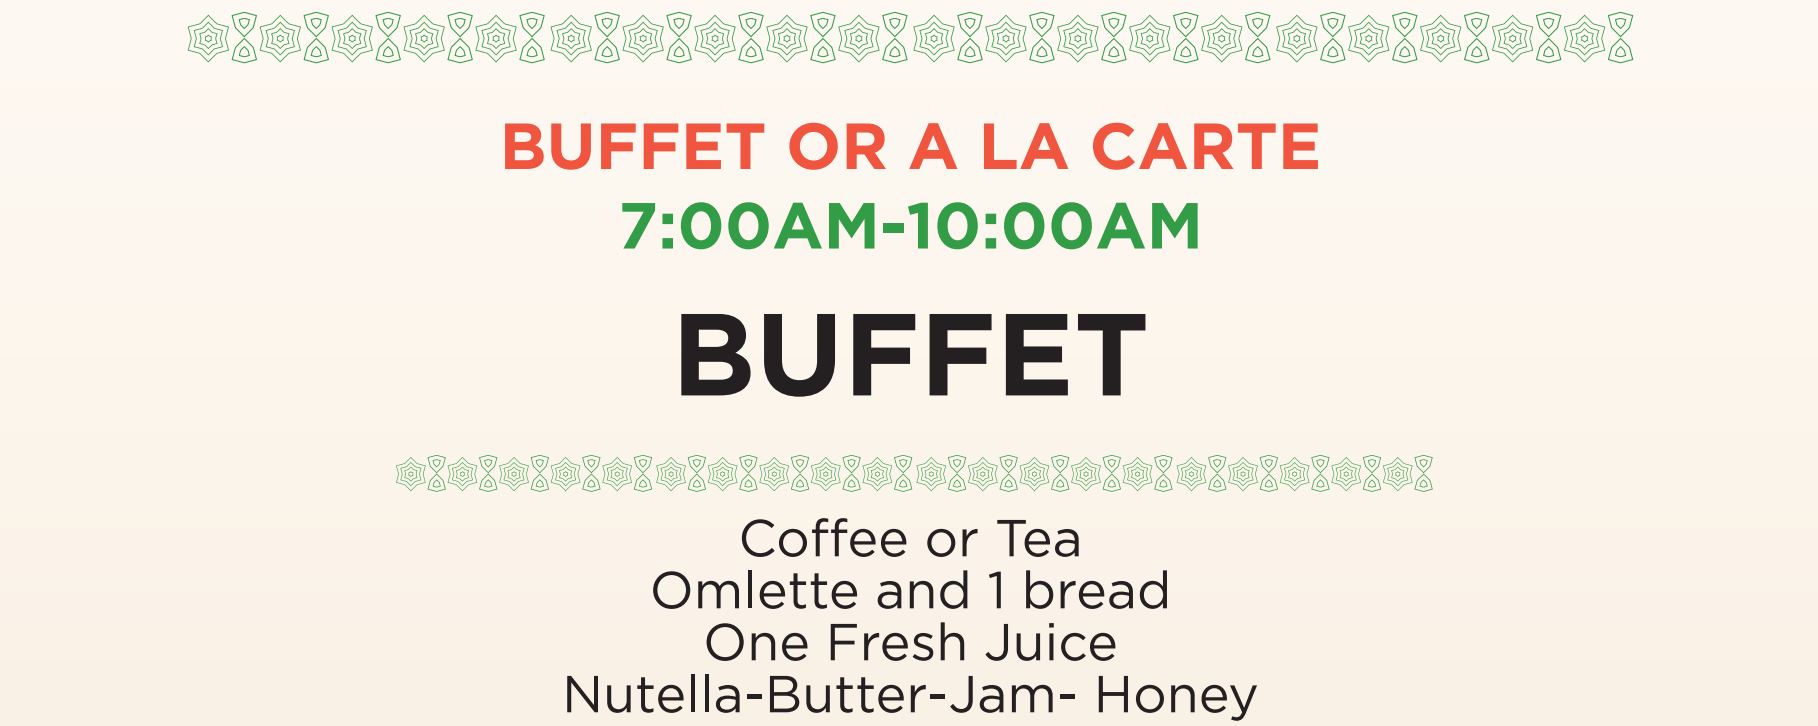 BUFFET OR A LA CARTE
7:00AM-10:00AM
BUFFET
Coffee or Tea
Omlette and 1 bread
One Fresh Juice
Nutella-Butter-Jam- Honey